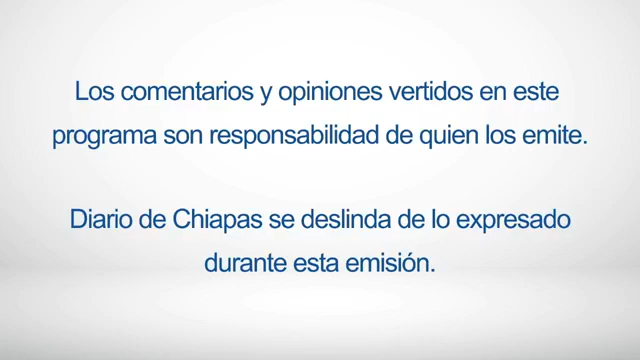 Los comentarios y opiniones vertidos en este
programa son responsabilidad de quien los emite.
Diario de Chiapas se deslinda de lo expresado
durante esta emisión.